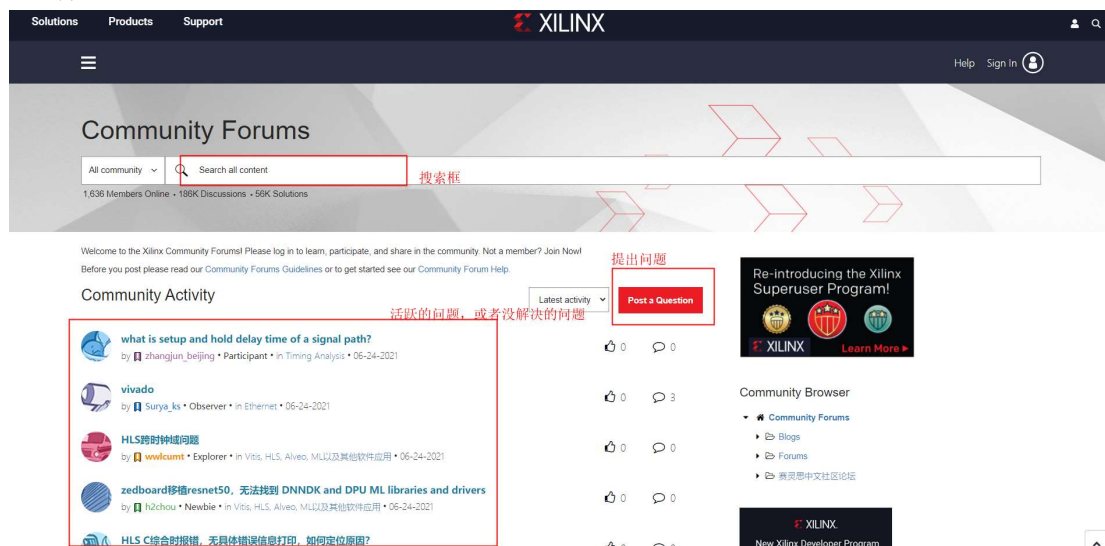 Solutions Products Support XILINX
Help Sign In
Community Forums
All community Search all content
搜索框
1,636 Members Online • 186K Discussions • 56K Solutions
Welcome to the Xilinx Community Forums! Please log in to learn, participate, and share in the community. Not a member? Join Now!
提出问题
Before you post please read our Community Forums Guidelines or to get started see our Community Forum Help.
Community Activity
Latest activity Post a Question
活跃的问题，或者没解决的问题
what is setup and hold delay time of a signal path?
by zhangjun_beijing • Participant • in Timing Analysis • 06-24-2021
0 0
vivado
by Surya_ks • Observer • in Ethernet • 06-24-2021
0 3
HLS跨时钟域问题
by wwlcumt • Explorer • in Vitis, HLS, Alveo, ML以及其他软件应用 • 06-24-2021
0 0
zedboard移植resnet50，无法找到 DNNDK and DPU ML libraries and drivers
by h2chou • Newbie • in Vitis, HLS, Alveo, ML以及其他软件应用 • 06-24-2021
0 0
HLS C综合时报错，无具体错误信息打印，如何定位原因?
Re-introducing the Xilinx
Superuser Program!
XILINX Learn More
Community Browser
Community Forums
Blogs
Forums
赛灵思中文社区论坛
XILINX.
New Xilinx Developer Program